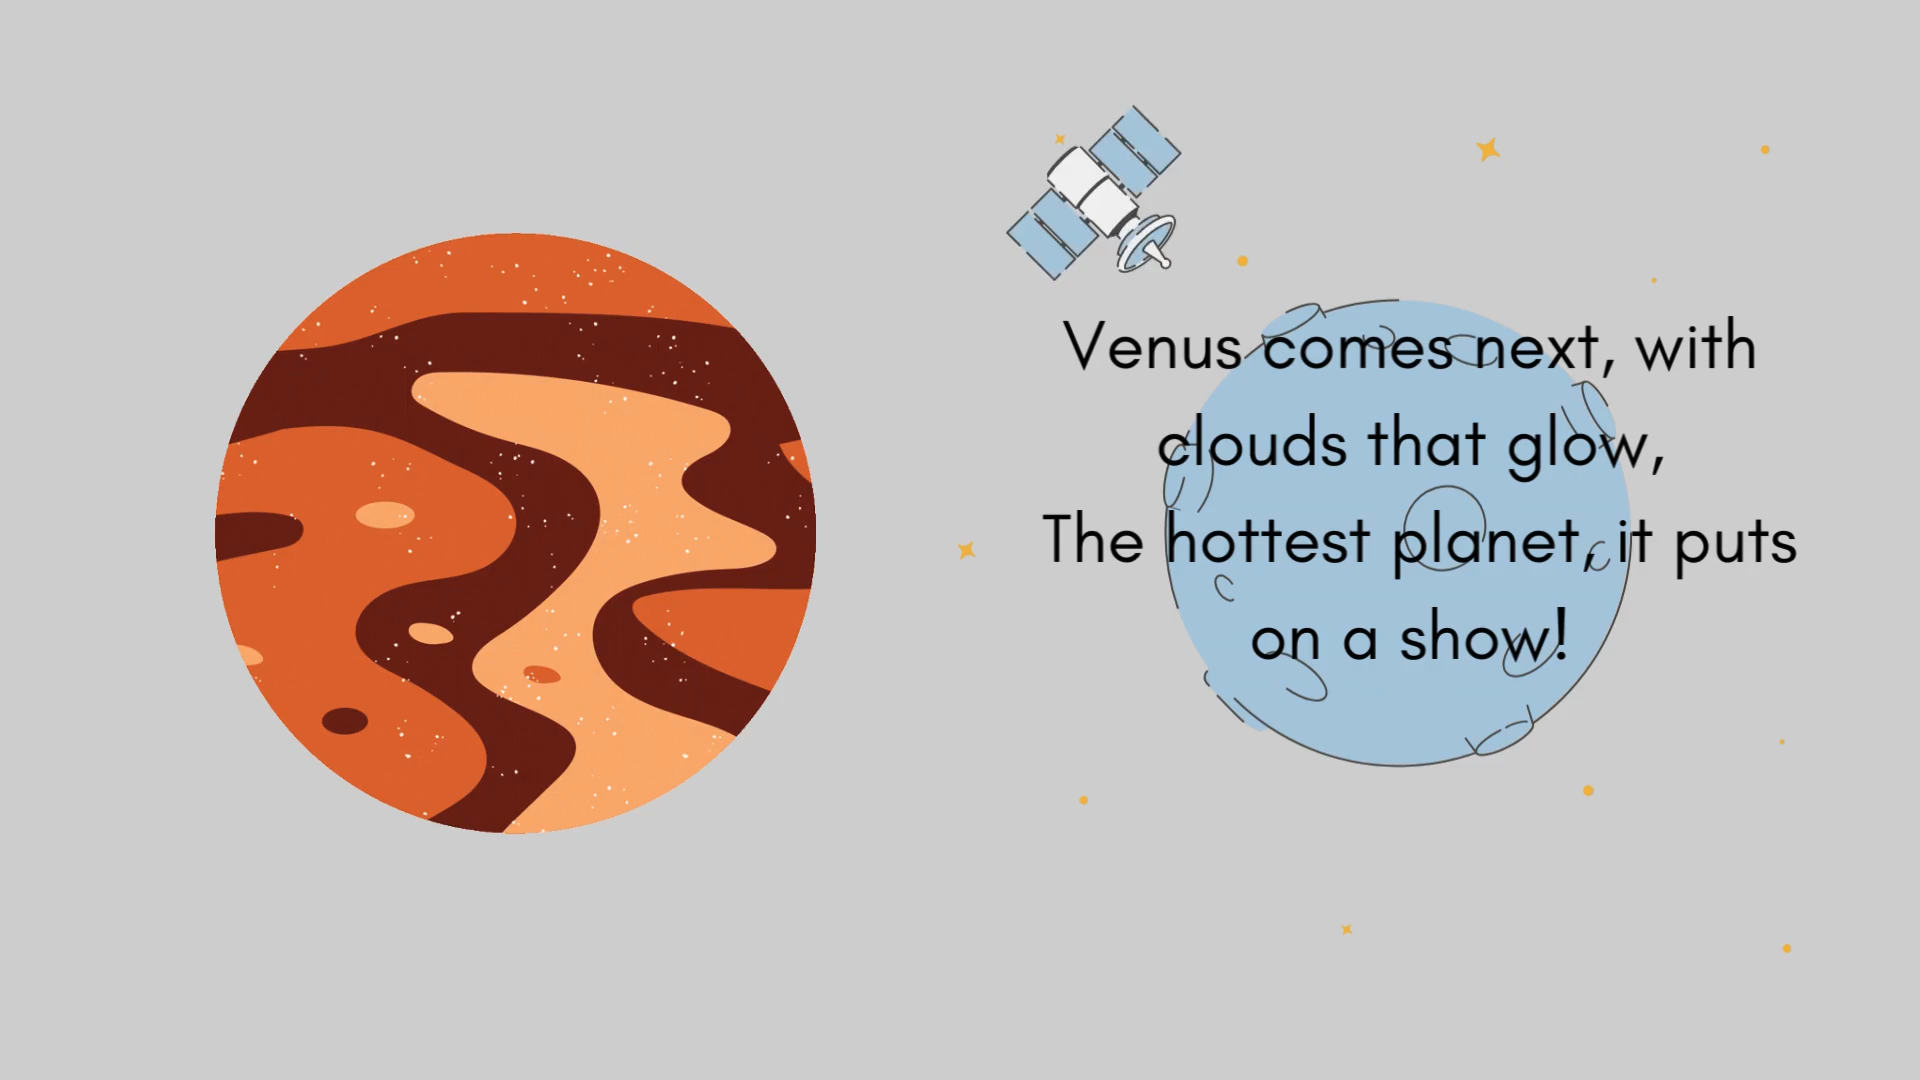 Venus comes next, with
clouds that glow,
The hottest planet, it puts
on a show!